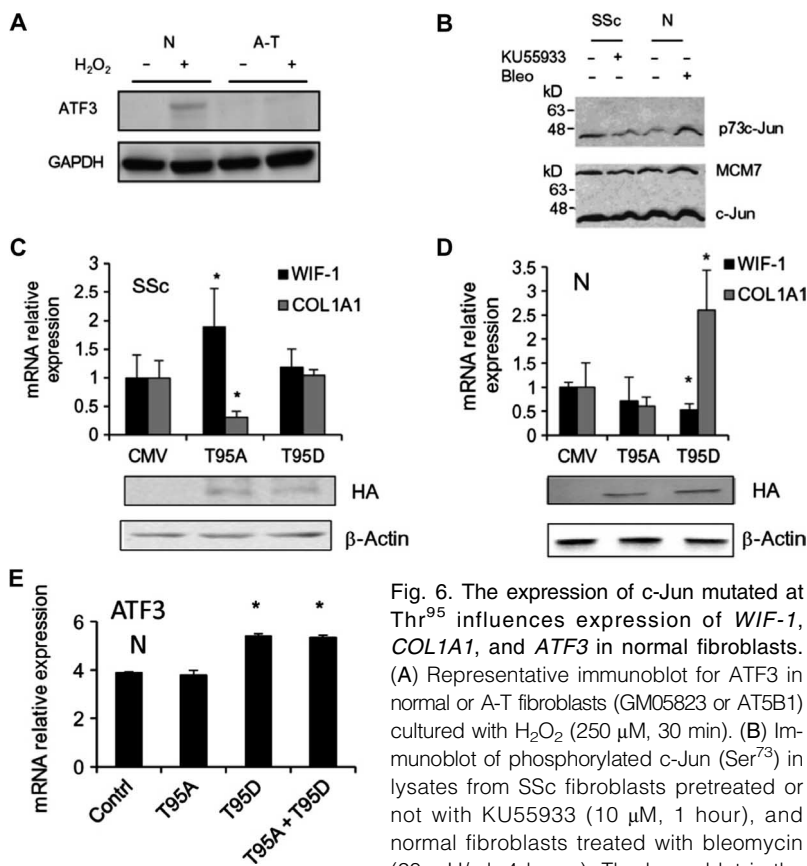 A
N A-T
H₂O₂ – + – +
ATF3
GAPDH
B
SSc N
KU55933 – + – –
Bleo – – – +
kD
63-
48-
p73c-Jun
kD
63-
48-
MCM7
c-Jun
C
mRNA relative expression
3
2.5
2
1.5
1
0.5
0
SSc
* *
WIF-1
COL1A1
CMV T95A T95D
HA
β-Actin
D
mRNA relative expression
3.5
3
2.5
2
1.5
1
0.5
0
N
* *
WIF-1
COL1A1
CMV T95A T95D
HA
β-Actin
E
mRNA relative expression
6
4
2
0
ATF3
N
* *
Contrl T95A T95D T95A + T95D
Fig. 6. The expression of c-Jun mutated at
Thr⁹⁵ influences expression of WIF-1,
COL1A1, and ATF3 in normal fibroblasts.
(A) Representative immunoblot for ATF3 in
normal or A-T fibroblasts (GM05823 or AT5B1)
cultured with H₂O₂ (250 μM, 30 min). (B) Im-
munoblot of phosphorylated c-Jun (Ser⁷³) in
lysates from SSc fibroblasts pretreated or
not with KU55933 (10 μM, 1 hour), and
normal fibroblasts treated with bleomycin